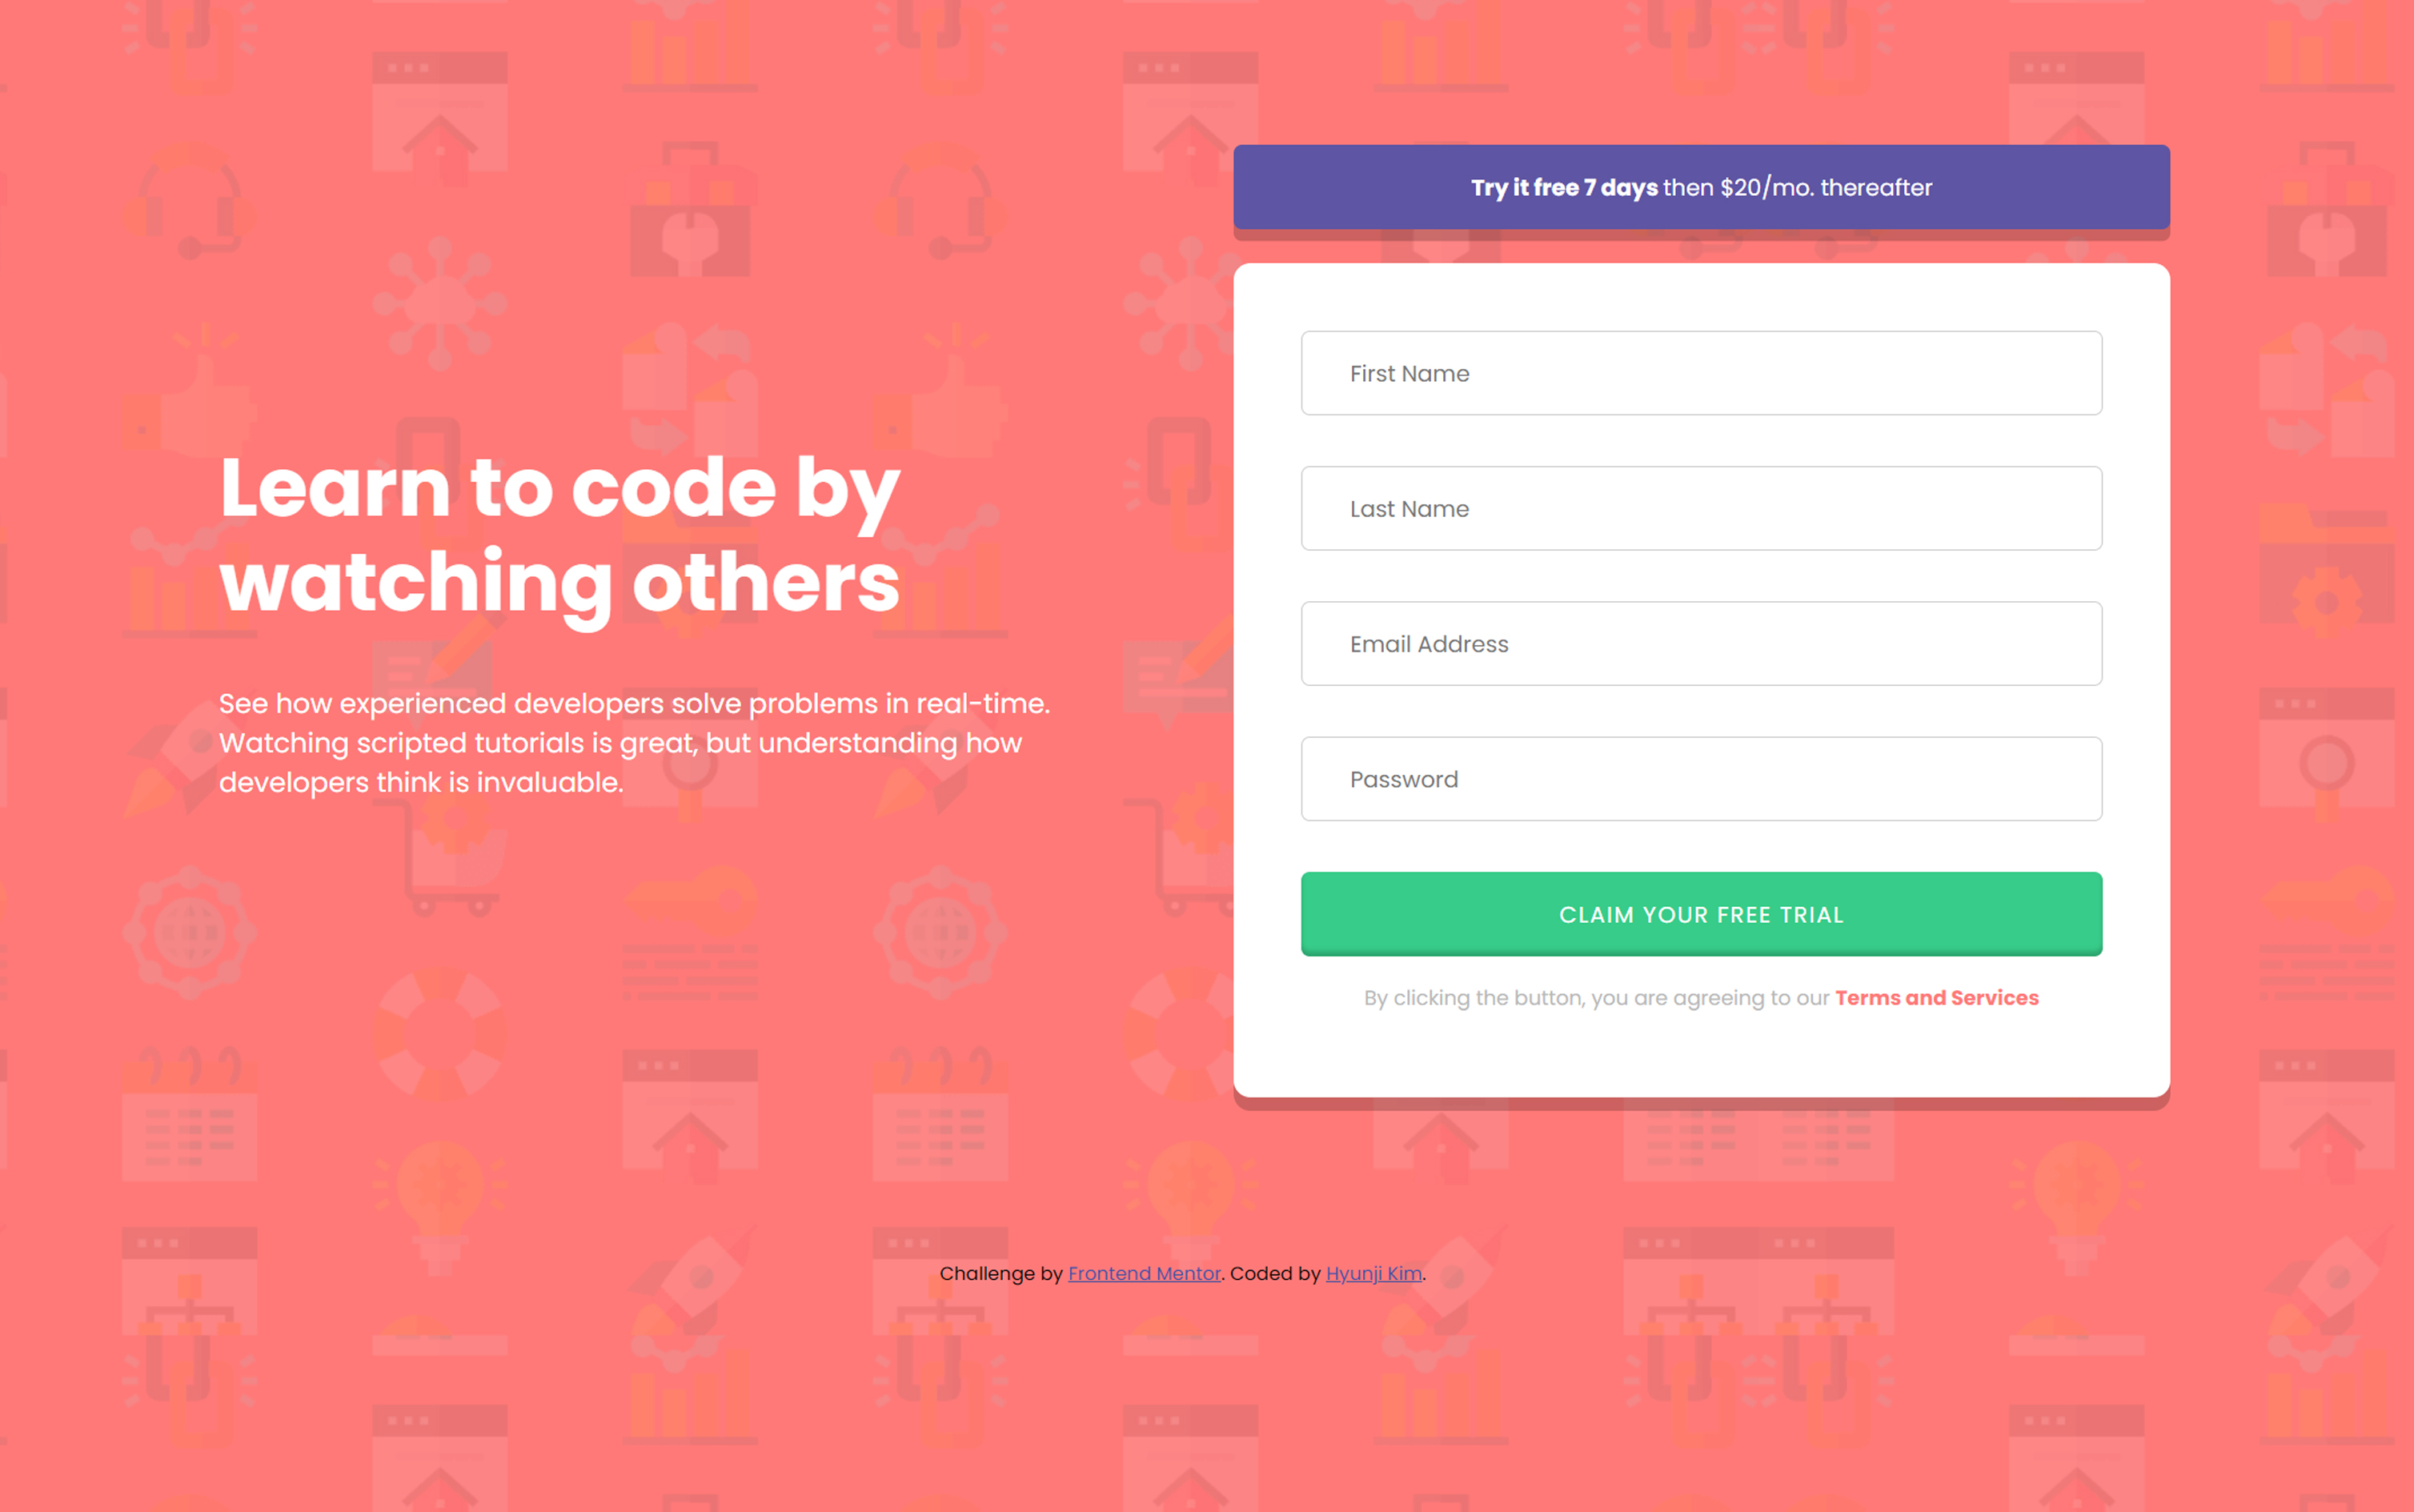 Try it free 7 days then $20/mo. thereafter
Learn to code by
watching others
See how experienced developers solve problems in real-time.
Watching scripted tutorials is great, but understanding how
developers think is invaluable.
First Name
Last Name
Email Address
Password
CLAIM YOUR FREE TRIAL
By clicking the button, you are agreeing to our Terms and Services
Challenge by Frontend Mentor. Coded by Hyunji Kim.